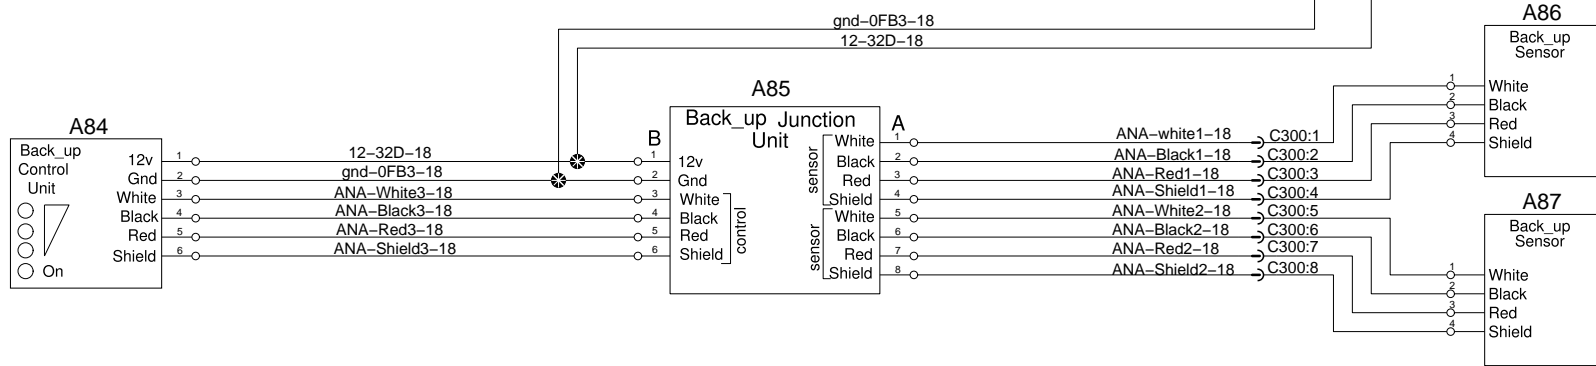 gnd-0FB3-18
12-32D-18
A84
Back_up
Control
Unit
On
12v
Gnd
White
Black
Red
Shield
1
2
3
4
5
6
12-32D-18
gnd-0FB3-18
ANA-White3-18
ANA-Black3-18
ANA-Red3-18
ANA-Shield3-18
A85
Back_up Junction
Unit
B
1
2
3
4
5
6
12v
Gnd
White
Black
Red
Shield
control
sensor
White
Black
Red
Shield
sensor
White
Black
Red
Shield
A
1
2
3
4
5
6
7
8
ANA-white1-18
ANA-Black1-18
ANA-Red1-18
ANA-Shield1-18
ANA-White2-18
ANA-Black2-18
ANA-Red2-18
ANA-Shield2-18
C300:1
C300:2
C300:3
C300:4
C300:5
C300:6
C300:7
C300:8
A86
Back_up
Sensor
1
2
3
4
White
Black
Red
Shield
A87
Back_up
Sensor
1
2
3
4
White
Black
Red
Shield